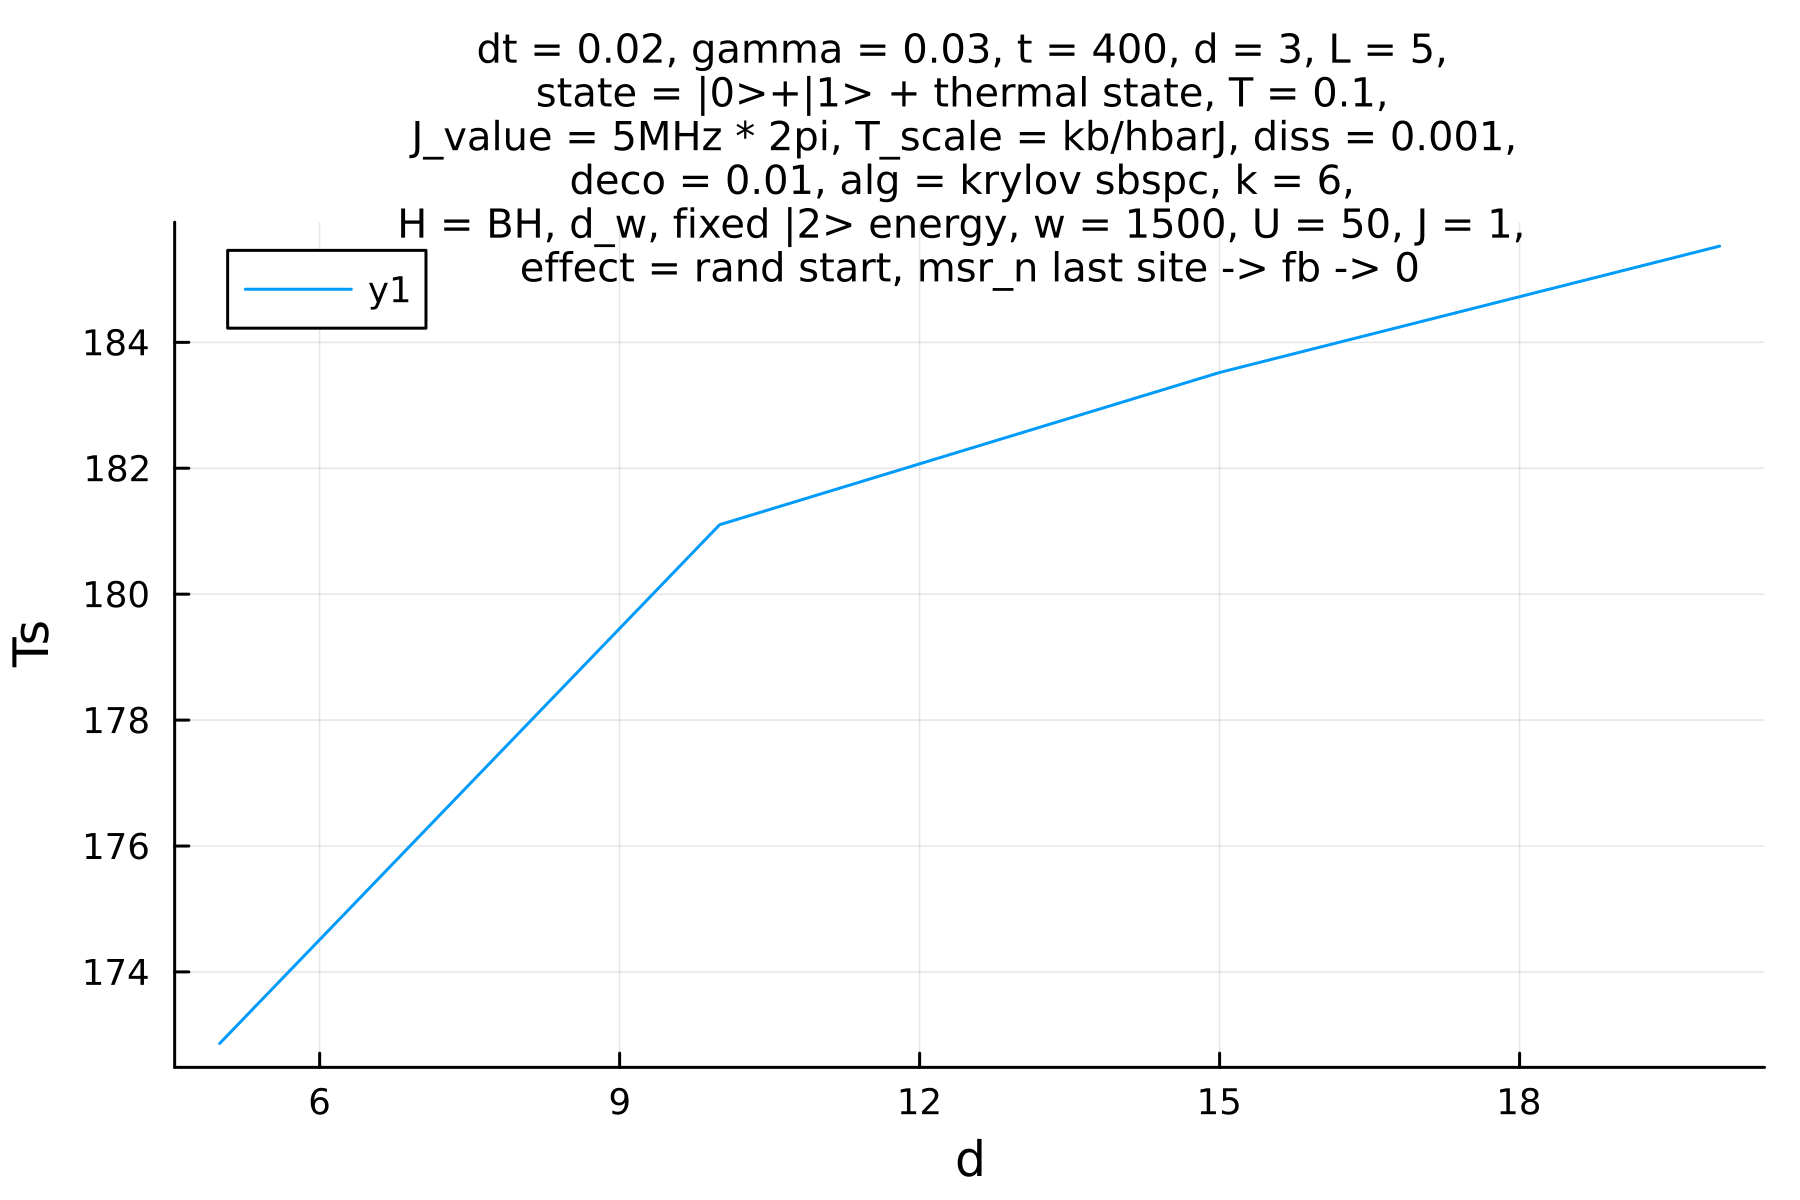 dt = 0.02, gamma = 0.03, t = 400, d = 3, L = 5,
state = |0>+|1> + thermal state, T = 0.1,
J_value = 5MHz * 2pi, T_scale = kb/hbarJ, diss = 0.001,
deco = 0.01, alg = krylov sbspc, k = 6,
H = BH, d_w, fixed |2> energy, w = 1500, U = 50, J = 1,
effect = rand start, msr_n last site -> fb -> 0
y1
184
182
180
178
176
174
Ts
6 9 12 15 18
d